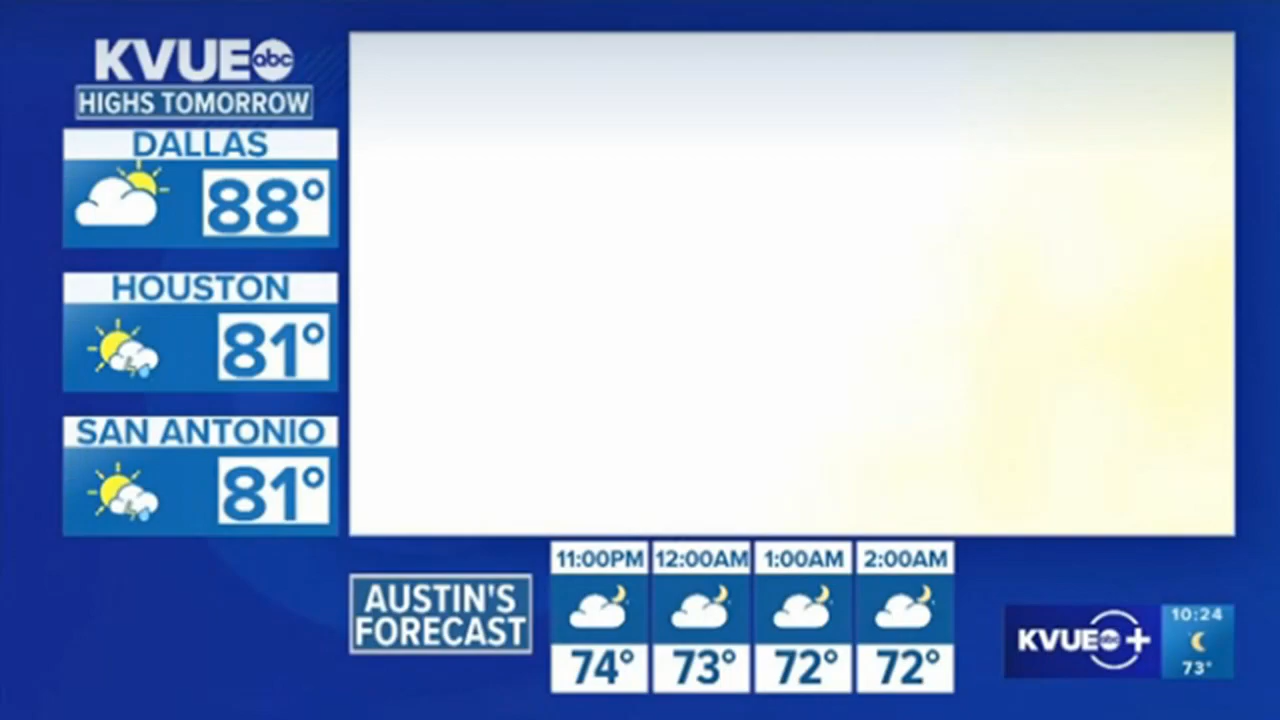 KVUE abc
HIGHS TOMORROW
DALLAS
88°
HOUSTON
81°
SAN ANTONIO
81°
AUSTIN'S
FORECAST
11:00PM 12:00AM 1:00AM 2:00AM
74° 73° 72° 72°
KVUE abc +
10:24
73°